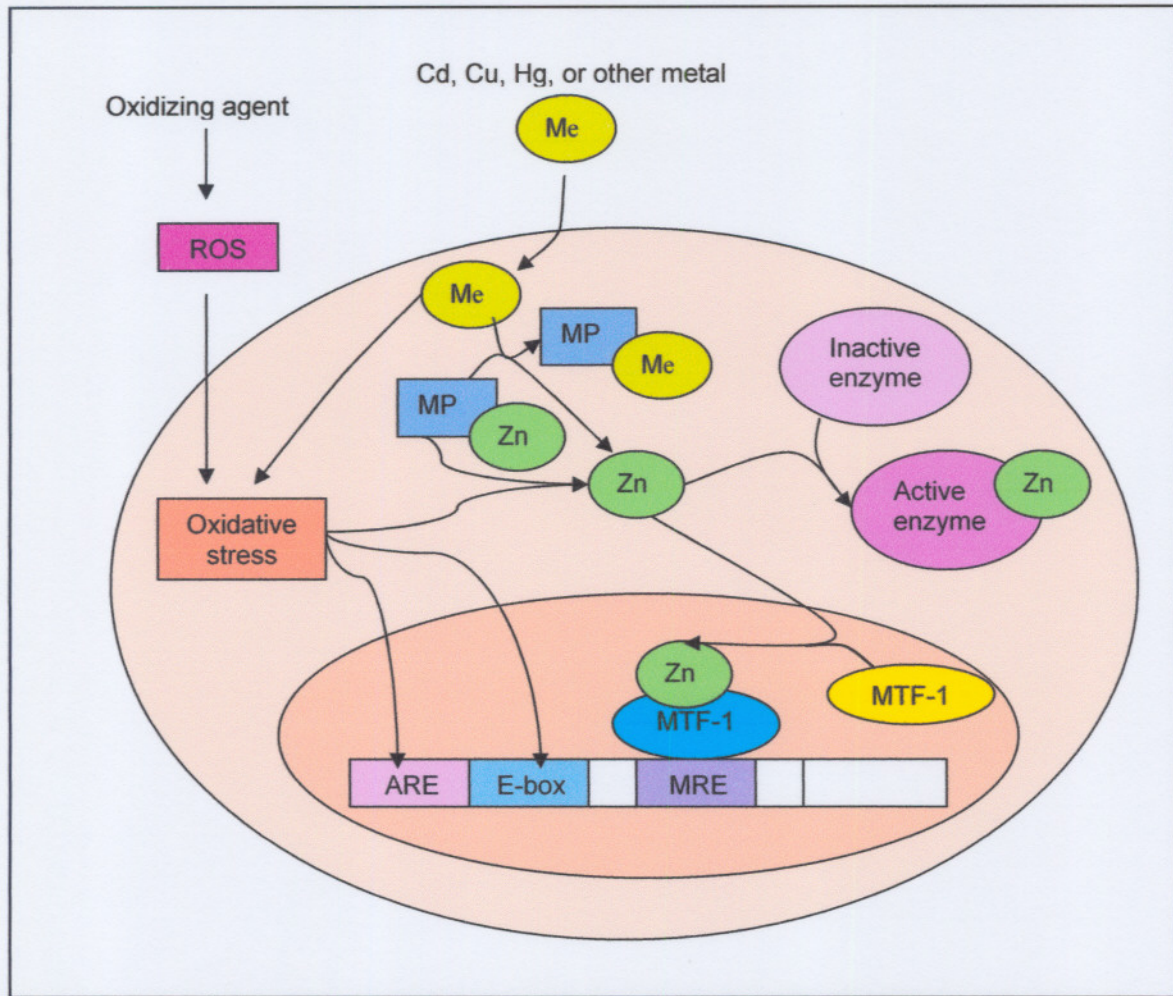 Cd, Cu, Hg, or other metal
Oxidizing agent
Me
ROS
Me
MP
Me
Inactive
enzyme
MP
Zn
Zn
Active
enzyme
Zn
Oxidative
stress
Zn
MTF-1
MTF-1
ARE
E-box
MRE